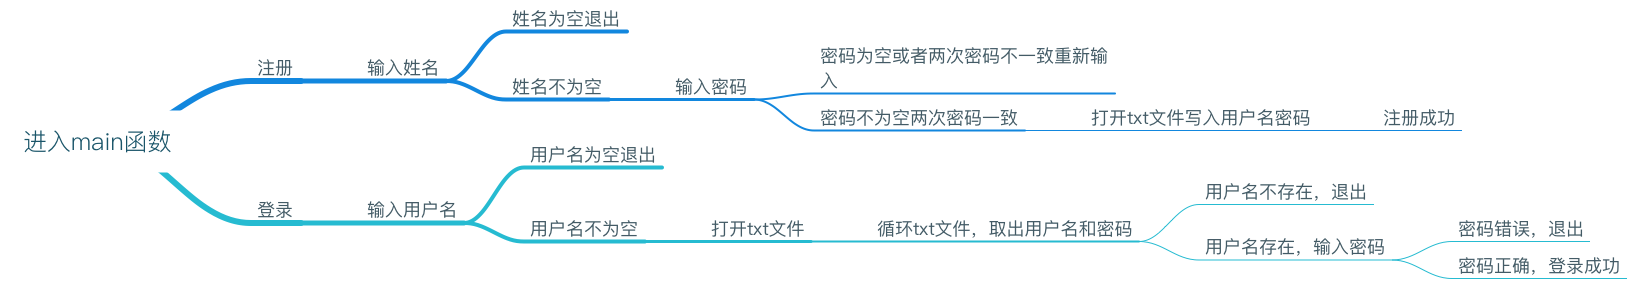 进入main函数
注册
输入姓名
姓名为空退出
姓名不为空
输入密码
密码为空或者两次密码不一致重新输
入
密码不为空两次密码一致
打开txt文件写入用户名密码
注册成功
登录
输入用户名
用户名为空退出
用户名不为空
打开txt文件
循环txt文件，取出用户名和密码
用户名不存在，退出
用户名存在，输入密码
密码错误，退出
密码正确，登录成功